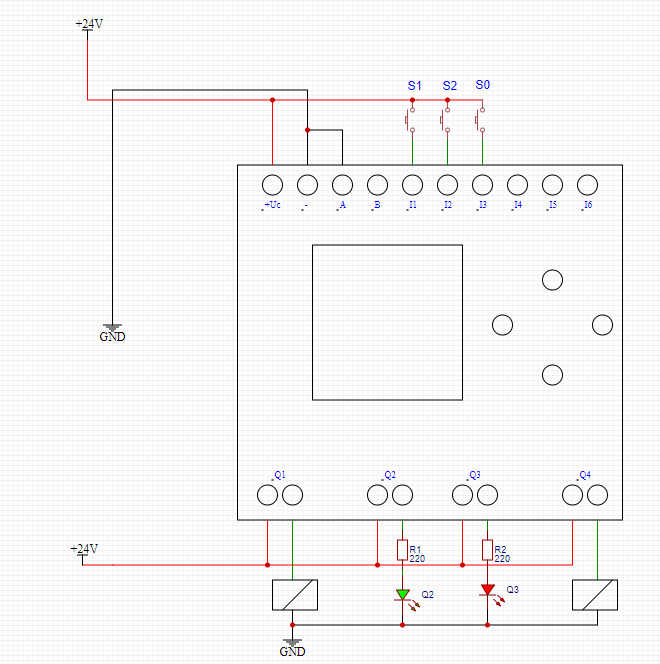 +24V
S1 S2 S0
+Uc - A B I1 I2 I3 I4 I5 I6
GND
Q1 Q2 Q3 Q4
+24V
R1 R2
220 220
Q2 Q3
GND